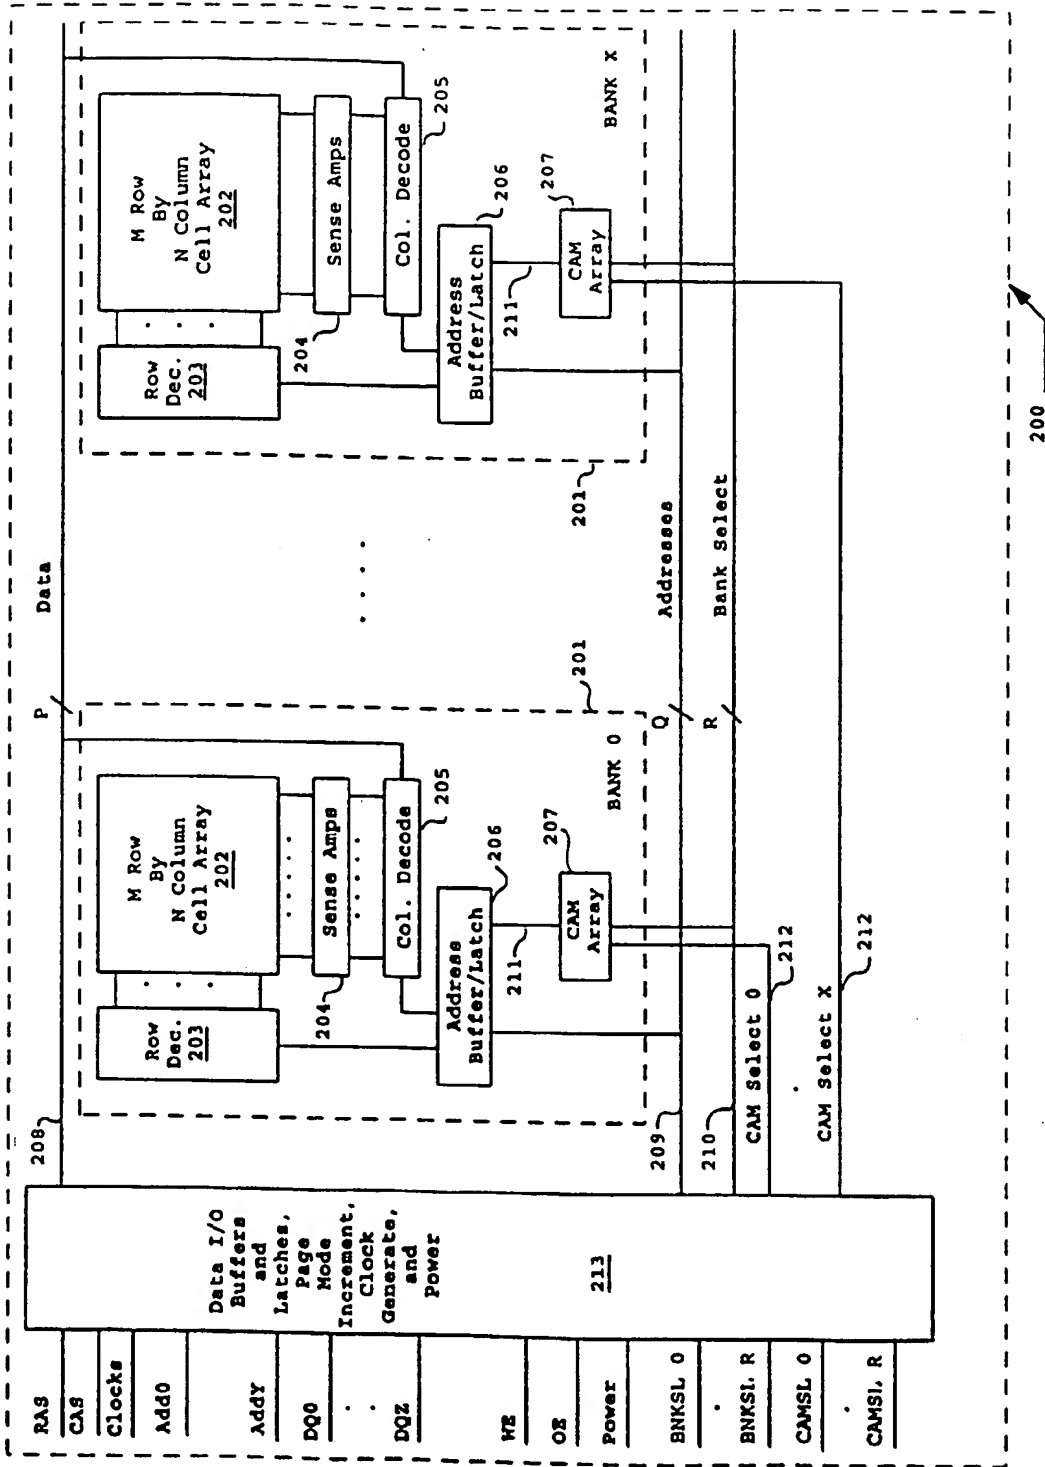 RAS
CAS
Clocks
Add0
AddY
DQ0
.
.
DQZ
WE
OE
Power
BNKSL 0
.
BNKSL R
CAMSL 0
.
CAMSL R
Data I/O
Buffers
and
Latches,
Page
Mode
Increment,
Clock
Generate,
and
Power
213
208
P
Data
Row
Dec.
203
. . .
M Row
By
N Column
Cell Array
202
. . . . .
Sense Amps
204
. . . . .
Col. Decode
205
Address
Buffer/Latch
206
211
CAM
Array
207
BANK 0
201
. . . .
Row
Dec.
203
. . .
M Row
By
N Column
Cell Array
202
Sense Amps
204
Col. Decode
205
Address
Buffer/Latch
206
211
CAM
Array
207
BANK X
201
209
Q
Addresses
210
R
Bank Select
CAM Select 0
212
.
CAM Select X
212
200